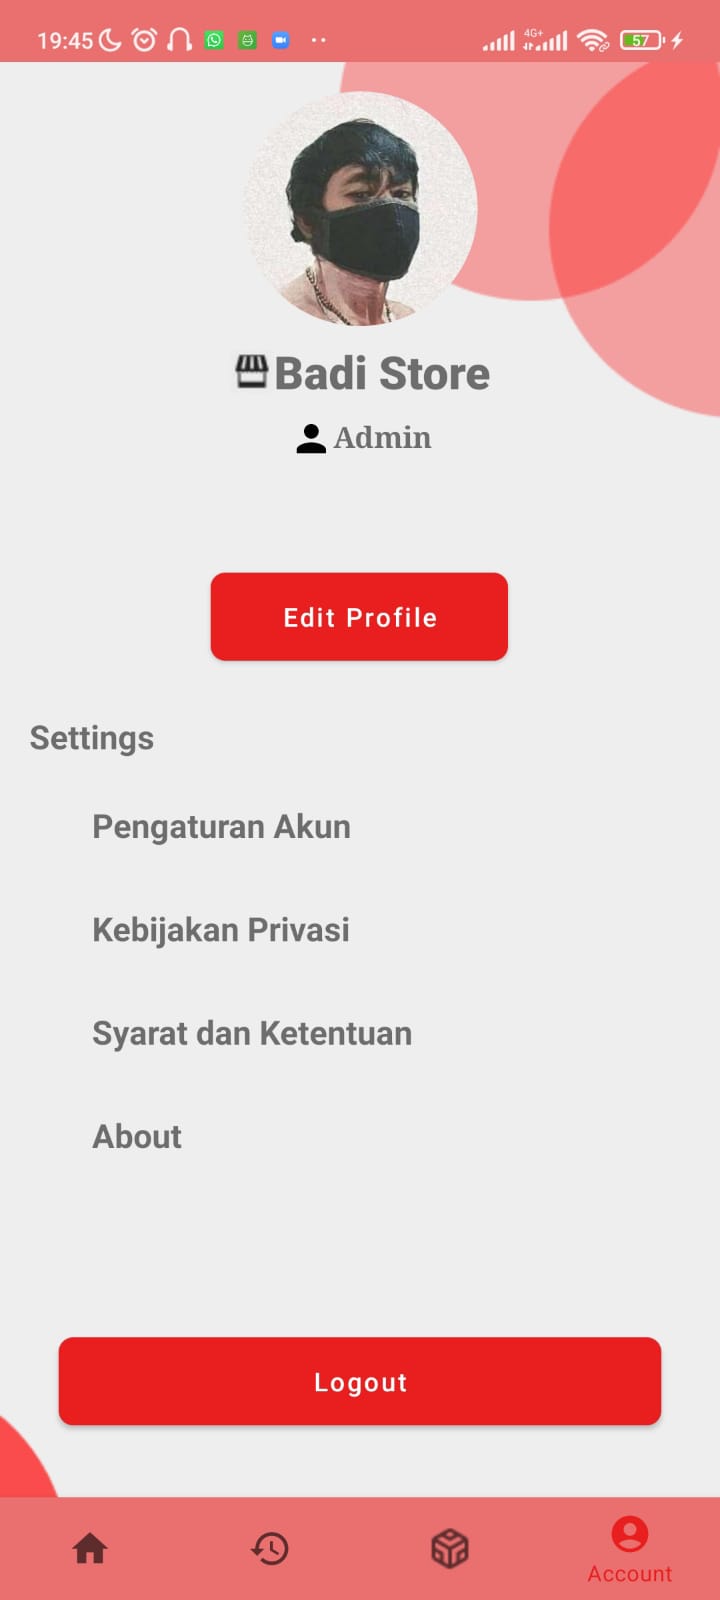 19:45
4G+
57
Badi Store
Admin
Edit Profile
Settings
Pengaturan Akun
Kebijakan Privasi
Syarat dan Ketentuan
About
Logout
Account